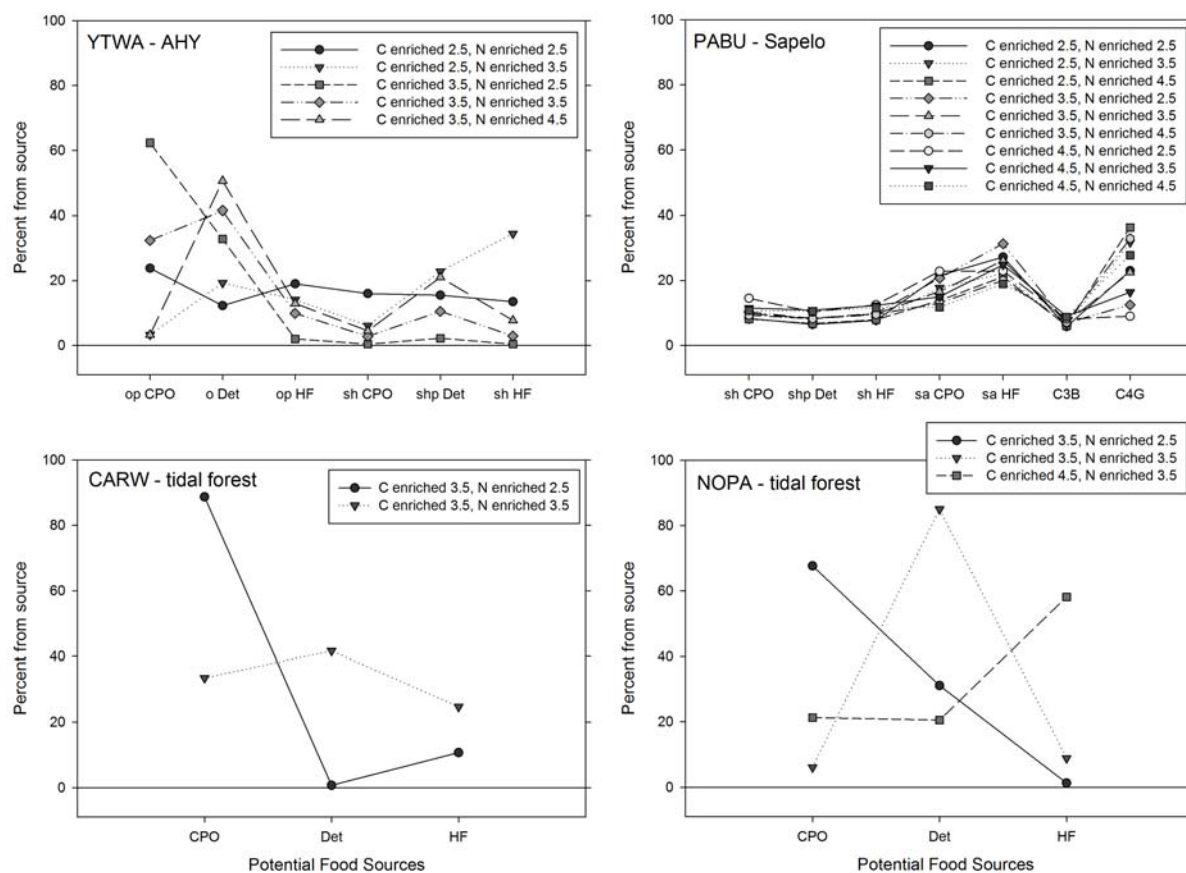 YTWA - AHY
C enriched 2.5, N enriched 2.5
C enriched 2.5, N enriched 3.5
C enriched 3.5, N enriched 2.5
C enriched 3.5, N enriched 3.5
C enriched 3.5, N enriched 4.5
Percent from source
100
80
60
40
20
0
op CPO o Det op HF sh CPO shp Det sh HF
PABU - Sapelo
C enriched 2.5, N enriched 2.5
C enriched 2.5, N enriched 3.5
C enriched 2.5, N enriched 4.5
C enriched 3.5, N enriched 2.5
C enriched 3.5, N enriched 3.5
C enriched 3.5, N enriched 4.5
C enriched 4.5, N enriched 2.5
C enriched 4.5, N enriched 3.5
C enriched 4.5, N enriched 4.5
Percent from source
100
80
60
40
20
0
sh CPO shp Det sh HF sa CPO sa HF C3B C4G
CARW - tidal forest
C enriched 3.5, N enriched 2.5
C enriched 3.5, N enriched 3.5
Percent from source
100
80
60
40
20
0
CPO Det HF
Potential Food Sources
NOPA - tidal forest
C enriched 3.5, N enriched 2.5
C enriched 3.5, N enriched 3.5
C enriched 4.5, N enriched 3.5
Percent from source
100
80
60
40
20
0
CPO Det HF
Potential Food Sources